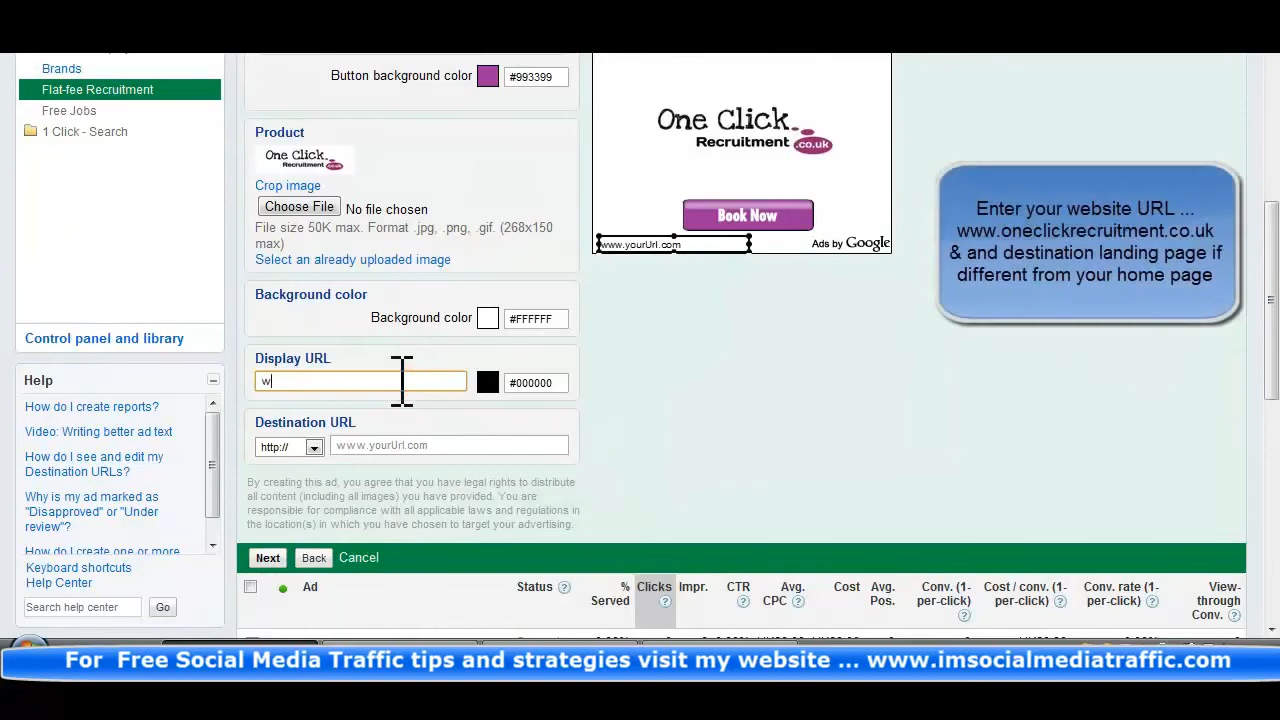 Brands
Flat-fee Recruitment
Free Jobs
1 Click - Search
Control panel and library
Help
How do I create reports?
Video: Writing better ad text
How do I see and edit my
Destination URLs?
Why is my ad marked as
"Disapproved" or "Under
review"?
How do I create one or more
Keyboard shortcuts
Help Center
Search help center
Go
Button background color
#993399
Product
One Click
Recruitment .co.uk
Crop image
Choose File No file chosen
File size 50K max. Format .jpg, .png, .gif. (268x150
max)
Select an already uploaded image
Background color
Background color
#FFFFFF
Display URL
w
#000000
Destination URL
http://
www.yourUrl.com
By creating this ad, you agree that you have legal rights to distribute
all content (including all images) you have provided. You are
responsible for compliance with all applicable laws and regulations in
the location(s) in which you have chosen to target your advertising.
One Click
Recruitment .co.uk
Book Now
www.yourUrl.com
Ads by Google
Enter your website URL ...
www.oneclickrecruitment.co.uk
& and destination landing page if
different from your home page
Next Back Cancel
Ad
Status ?
%
Served
Clicks
?
Impr.
CTR
?
Avg.
CPC ?
Cost
Avg.
Pos.
Conv. (1-
per-click)
?
Cost / conv. (1-
per-click) ?
Conv. rate (1-
per-click) ?
View-
through
Conv. ?
For Free Social Media Traffic tips and strategies visit my website ... www.imsocialmediatraffic.com